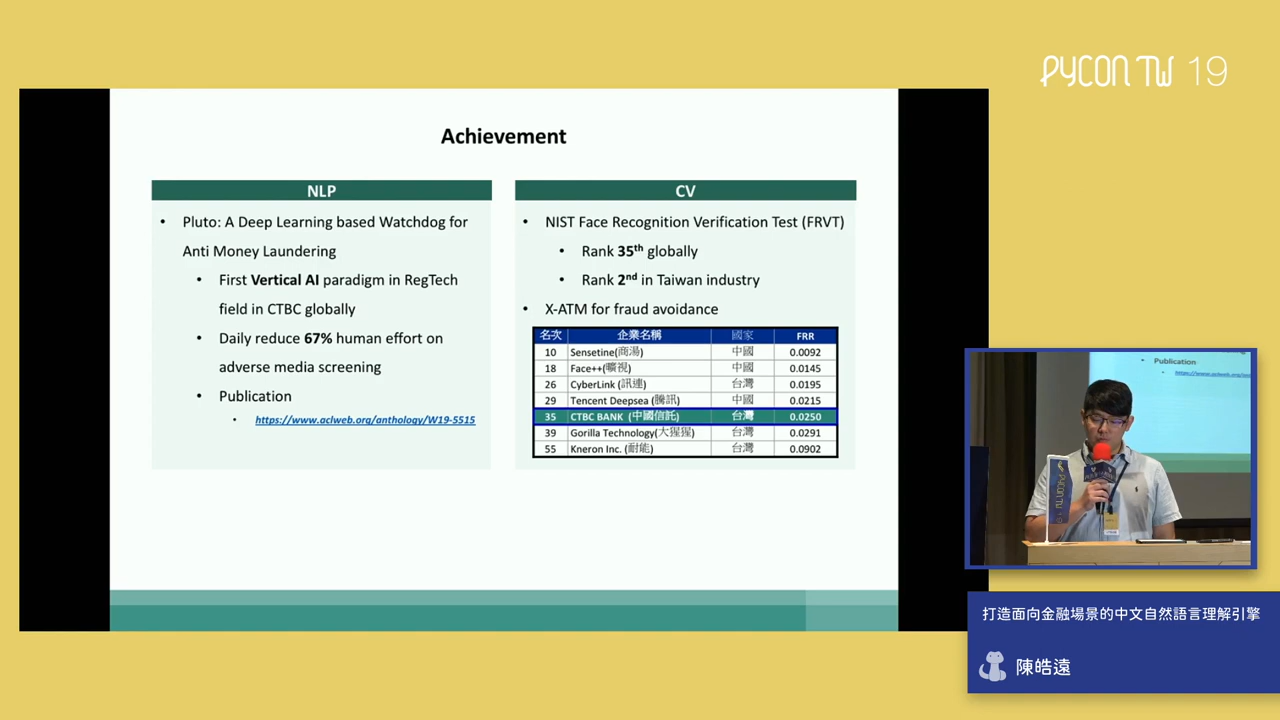 PYCON TW 19
Achievement
NLP
• Pluto: A Deep Learning based Watchdog for
Anti Money Laundering
• First Vertical AI paradigm in RegTech
field in CTBC globally
• Daily reduce 67% human effort on
adverse media screening
• Publication
• https://www.aclweb.org/anthology/W19-5515
CV
• NIST Face Recognition Verification Test (FRVT)
• Rank 35th globally
• Rank 2nd in Taiwan industry
• X-ATM for fraud avoidance
名次 企業名稱 國家 FRR
10 Sensetine(商湯) 中國 0.0092
18 Face++(曠視) 中國 0.0145
26 CyberLink (訊連) 台灣 0.0195
29 Tencent Deepsea (騰訊) 中國 0.0215
35 CTBC BANK (中國信託) 台灣 0.0250
39 Gorilla Technology(大猩猩) 台灣 0.0291
55 Kneron Inc. (耐能) 台灣 0.0902
• Publication
PYCON TW
打造面向金融場景的中文自然語言理解引擎
陳皓遠